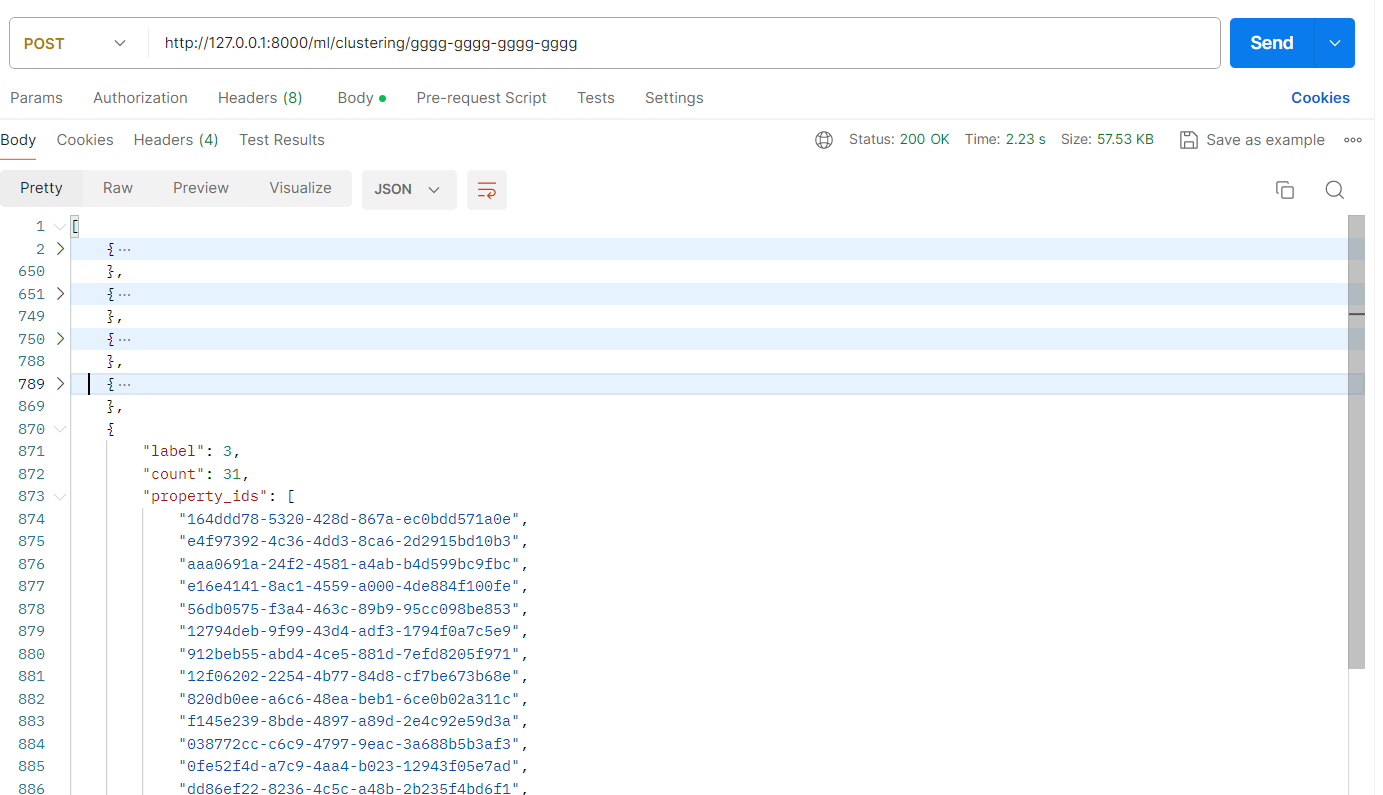 POST http://127.0.0.1:8000/ml/clustering/gggg-gggg-gggg-gggg Send
Params Authorization Headers (8) Body Pre-request Script Tests Settings Cookies
Body Cookies Headers (4) Test Results Status: 200 OK Time: 2.23 s Size: 57.53 KB Save as example
Pretty Raw Preview Visualize JSON
1 [
2 { ...
650 },
651 { ...
749 },
750 { ...
788 },
789 { ...
869 },
870 {
871 "label": 3,
872 "count": 31,
873 "property_ids": [
874 "164ddd78-5320-428d-867a-ec0bdd571a0e",
875 "e4f97392-4c36-4dd3-8ca6-2d2915bd10b3",
876 "aaa0691a-24f2-4581-a4ab-b4d599bc9fbc",
877 "e16e4141-8ac1-4559-a000-4de884f100fe",
878 "56db0575-f3a4-463c-89b9-95cc098be853",
879 "12794deb-9f99-43d4-adf3-1794f0a7c5e9",
880 "912beb55-abd4-4ce5-881d-7efd8205f971",
881 "12f06202-2254-4b77-84d8-cf7be673b68e",
882 "820db0ee-a6c6-48ea-beb1-6ce0b02a311c",
883 "f145e239-8bde-4897-a89d-2e4c92e59d3a",
884 "038772cc-c6c9-4797-9eac-3a688b5b3af3",
885 "0fe52f4d-a7c9-4aa4-b023-12943f05e7ad",
886 "dd86ef22-8236-4c5c-a48b-2b235f4bd6f1",